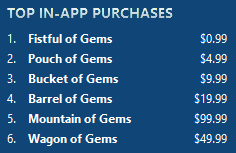 TOP IN-APP PURCHASES
1. Fistful of Gems $0.99
2. Pouch of Gems $4.99
3. Bucket of Gems $9.99
4. Barrel of Gems $19.99
5. Mountain of Gems $99.99
6. Wagon of Gems $49.99